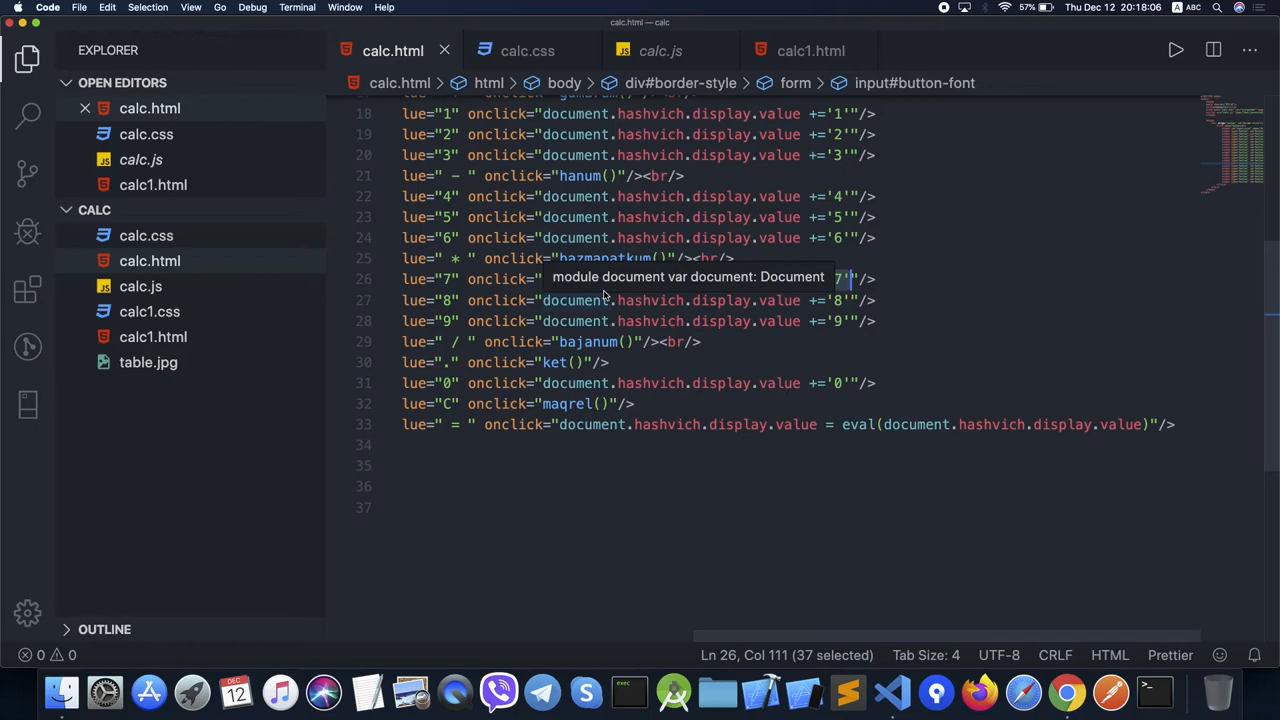 Code File Edit Selection View Go Debug Terminal Window Help 57% Thu Dec 12 20:18:06 A ABC
calc.html — calc
EXPLORER
calc.html calc.css calc.js calc1.html
OPEN EDITORS
calc.html html body div#border-style form input#button-font
calc.html
calc.css
calc.js
calc1.html
CALC
calc.css
calc.html
calc.js
calc1.css
calc1.html
table.jpg
OUTLINE
18 lue="1" onclick="document.hashvich.display.value +='1'"/>
19 lue="2" onclick="document.hashvich.display.value +='2'"/>
20 lue="3" onclick="document.hashvich.display.value +='3'"/>
21 lue=" - " onclick="hanum()"/><br/>
22 lue="4" onclick="document.hashvich.display.value +='4'"/>
23 lue="5" onclick="document.hashvich.display.value +='5'"/>
24 lue="6" onclick="document.hashvich.display.value +='6'"/>
25 lue=" * " onclick="bazmapatkum()"/><br/>
module document var document: Document
26 lue="7" onclick=" 7'"/>
27 lue="8" onclick="document.hashvich.display.value +='8'"/>
28 lue="9" onclick="document.hashvich.display.value +='9'"/>
29 lue=" / " onclick="bajanum()"/><br/>
30 lue="." onclick="ket()"/>
31 lue="0" onclick="document.hashvich.display.value +='0'"/>
32 lue="C" onclick="maqrel()"/>
33 lue=" = " onclick="document.hashvich.display.value = eval(document.hashvich.display.value)"/>
34
35
36
37
0 0 Ln 26, Col 111 (37 selected) Tab Size: 4 UTF-8 CRLF HTML Prettier
DEC
12
exec